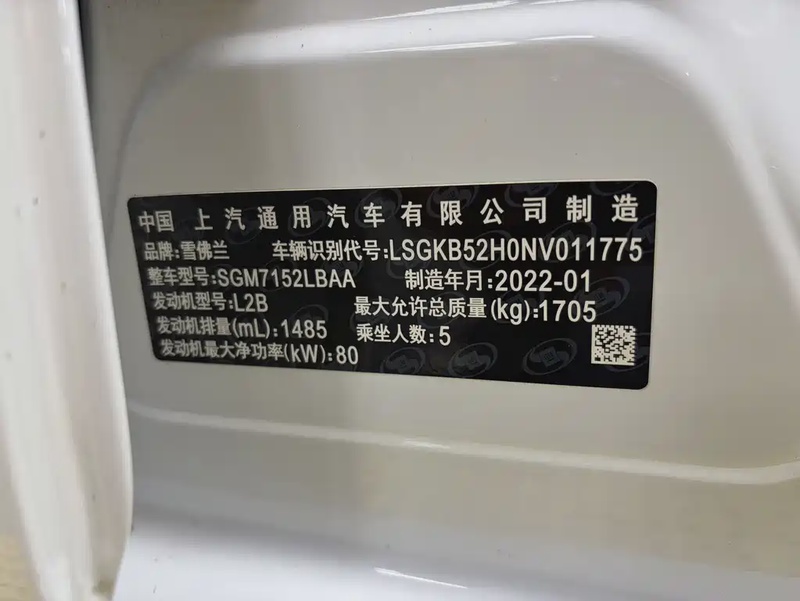 中国 上汽通用汽车有限公司制造
品牌:雪佛兰 车辆识别代号:LSGKB52H0NV011775
整车型号:SGM7152LBAA 制造年月:2022-01
发动机型号:L2B 最大允许总质量(kg):1705
发动机排量(mL):1485 乘坐人数:5
发动机最大净功率(kW):80